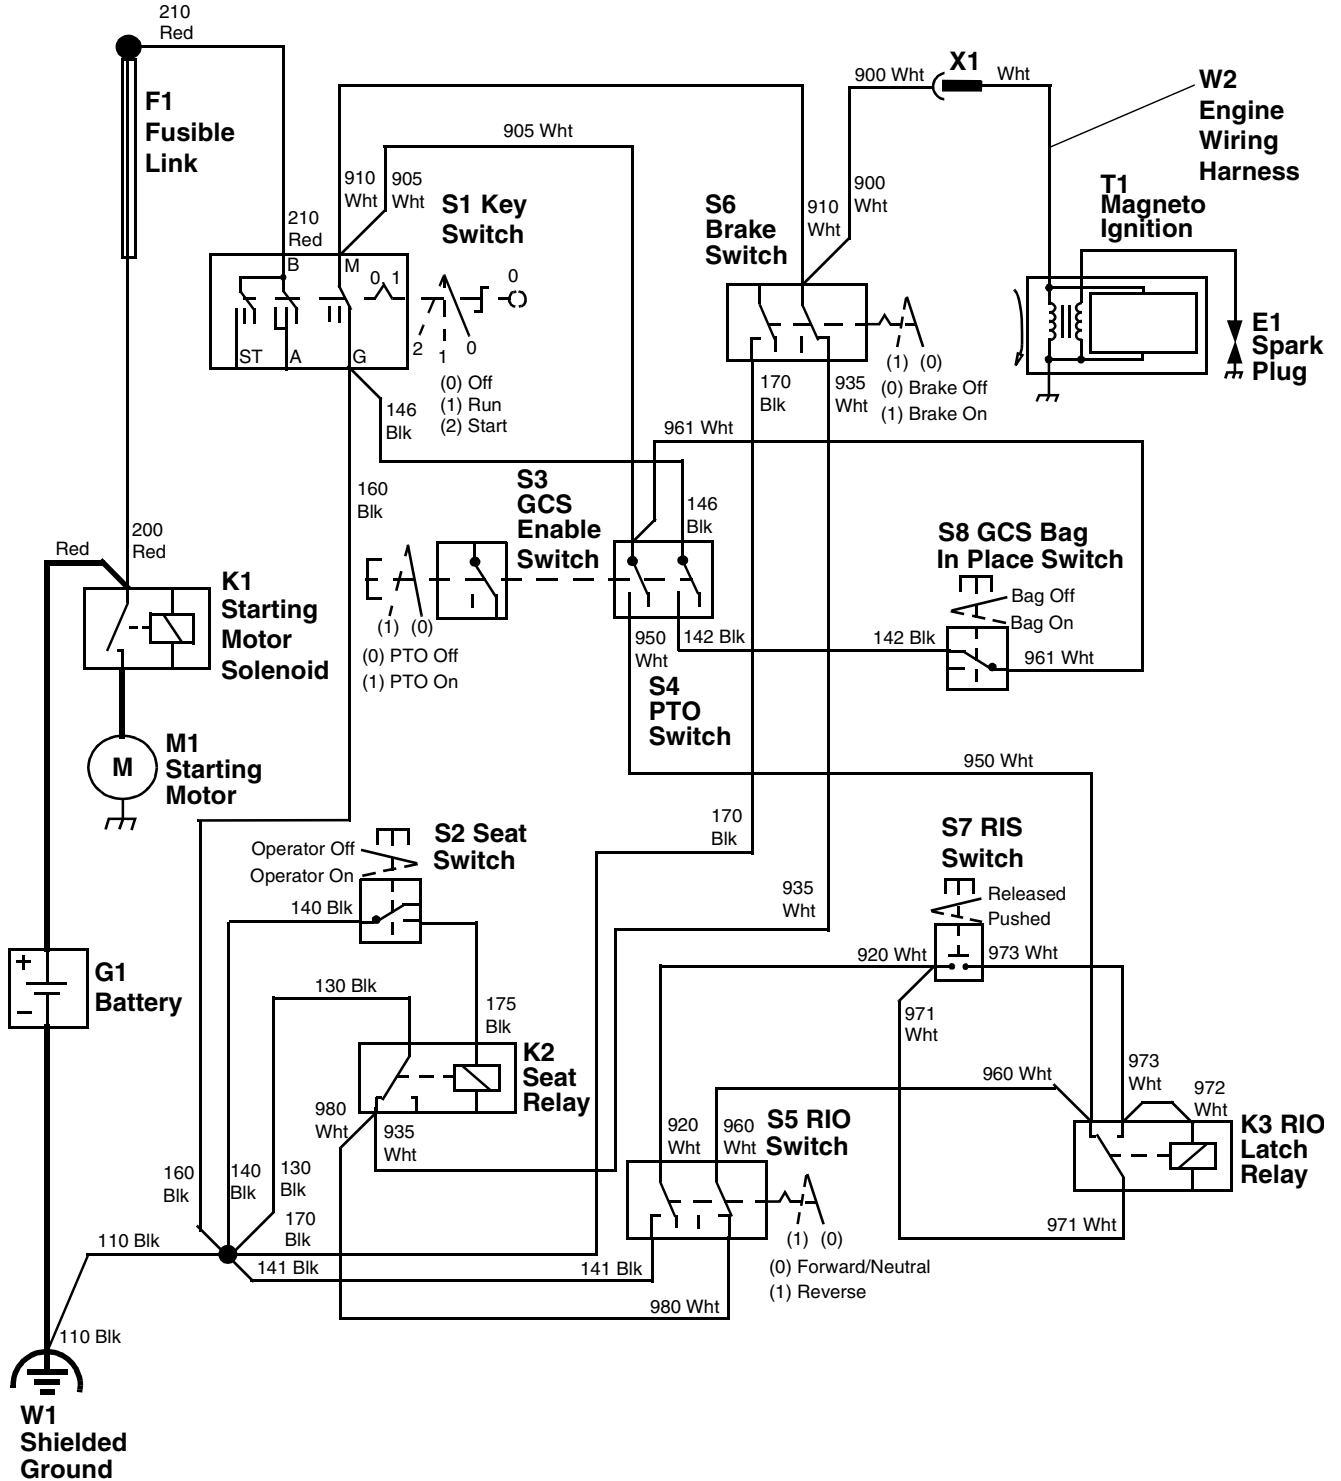 210
Red
F1
Fusible
Link
905 Wht
910
Wht
905
Wht
S1 Key
Switch
210
Red
B
M
0
1
0
ST
A
G
2
1
0
(0) Off
(1) Run
(2) Start
146
Blk
160
Blk
900 Wht
X1
Wht
W2
Engine
Wiring
Harness
900
Wht
910
Wht
S6
Brake
Switch
(1)
(0)
(0) Brake Off
(1) Brake On
170
Blk
935
Wht
T1
Magneto
Ignition
E1
Spark
Plug
961 Wht
S3
GCS
Enable
Switch
146
Blk
(1)
(0)
(0) PTO Off
(1) PTO On
950
Wht
142 Blk
S4
PTO
Switch
S8 GCS Bag
In Place Switch
Bag Off
Bag On
142 Blk
961 Wht
200
Red
Red
K1
Starting
Motor
Solenoid
M
M1
Starting
Motor
950 Wht
170
Blk
S2 Seat
Switch
Operator Off
Operator On
140 Blk
S7 RIS
Switch
Released
Pushed
920 Wht
973 Wht
935
Wht
971
Wht
+
−
G1
Battery
130 Blk
175
Blk
K2
Seat
Relay
980
Wht
935
Wht
960 Wht
973
Wht
972
Wht
K3 RIO
Latch
Relay
971 Wht
920
Wht
960
Wht
S5 RIO
Switch
(1)
(0)
(0) Forward/Neutral
(1) Reverse
160
Blk
140
Blk
130
Blk
170
Blk
110 Blk
141 Blk
141 Blk
980 Wht
110 Blk
W1
Shielded
Ground